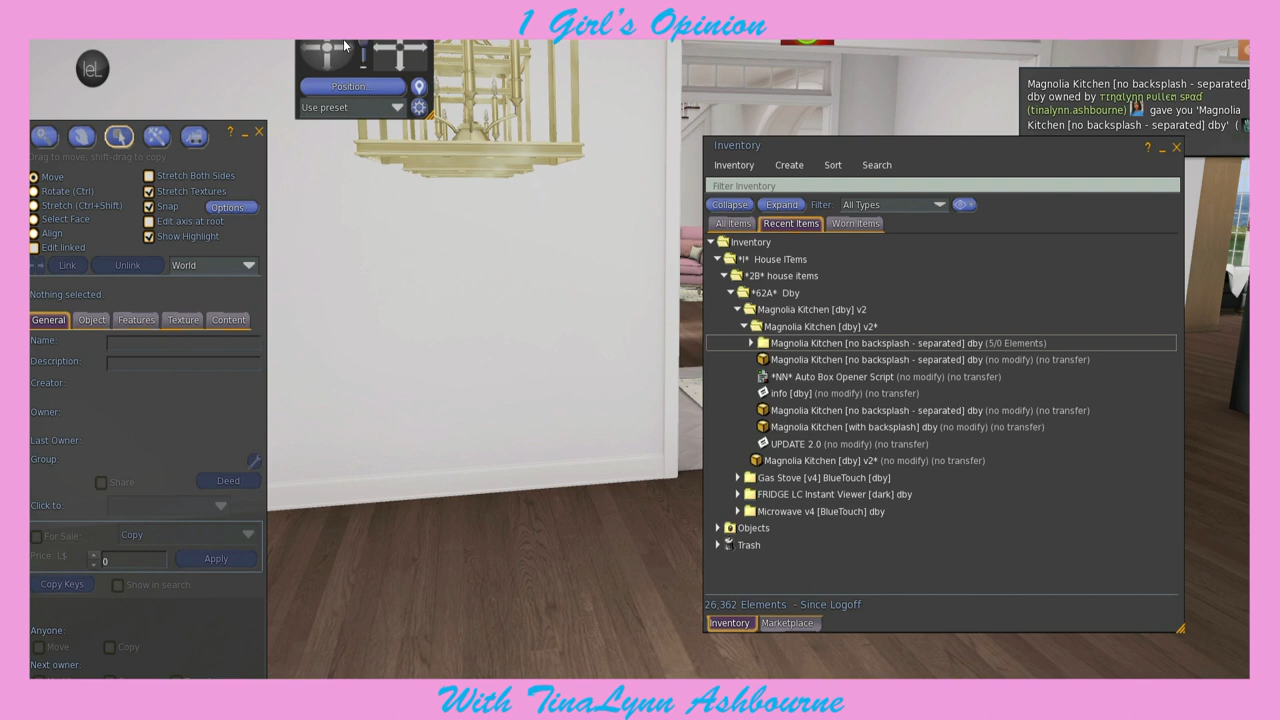 1 Girl's Opinion
leL
Position...
Use preset
Magnolia Kitchen [no backsplash - separated]
dby owned by Tιηαlyηη ρυℓℓєη sραɗ
(tinalynn.ashbourne) gave you 'Magnolia
Kitchen [no backsplash - separated] dby' (
? _ ×
Drag to move, shift-drag to copy
Move
Rotate (Ctrl)
Stretch (Ctrl+Shift)
Select Face
Align
Edit linked
Stretch Both Sides
Stretch Textures
Snap
Options...
Edit axis at root
Show Highlight
Link
Unlink
World
Nothing selected.
General
Object
Features
Texture
Content
Name:
Description:
Creator:
Owner:
Last Owner:
Group:
Share
Deed
Click to:
For Sale:
Copy
Price: L$
0
Apply
Copy Keys
Show in search
Anyone:
Move
Copy
Next owner:
Inventory
? _ ×
Inventory
Create
Sort
Search
Filter Inventory
Collapse
Expand
Filter:
All Types
All Items
Recent Items
Worn Items
Inventory
*I* House ITems
*2B* house items
*62A* Dby
Magnolia Kitchen [dby] v2
Magnolia Kitchen [dby] v2*
Magnolia Kitchen [no backsplash - separated] dby (5/0 Elements)
Magnolia Kitchen [no backsplash - separated] dby (no modify) (no transfer)
*NN* Auto Box Opener Script (no modify) (no transfer)
info [dby] (no modify) (no transfer)
Magnolia Kitchen [no backsplash - separated] dby (no modify) (no transfer)
Magnolia Kitchen [with backsplash] dby (no modify) (no transfer)
UPDATE 2.0 (no modify) (no transfer)
Magnolia Kitchen [dby] v2* (no modify) (no transfer)
Gas Stove [v4] BlueTouch [dby]
FRIDGE LC Instant Viewer [dark] dby
Microwave v4 [BlueTouch] dby
Objects
Trash
26,362 Elements - Since Logoff
Inventory
Marketplace
With TinaLynn Ashbourne